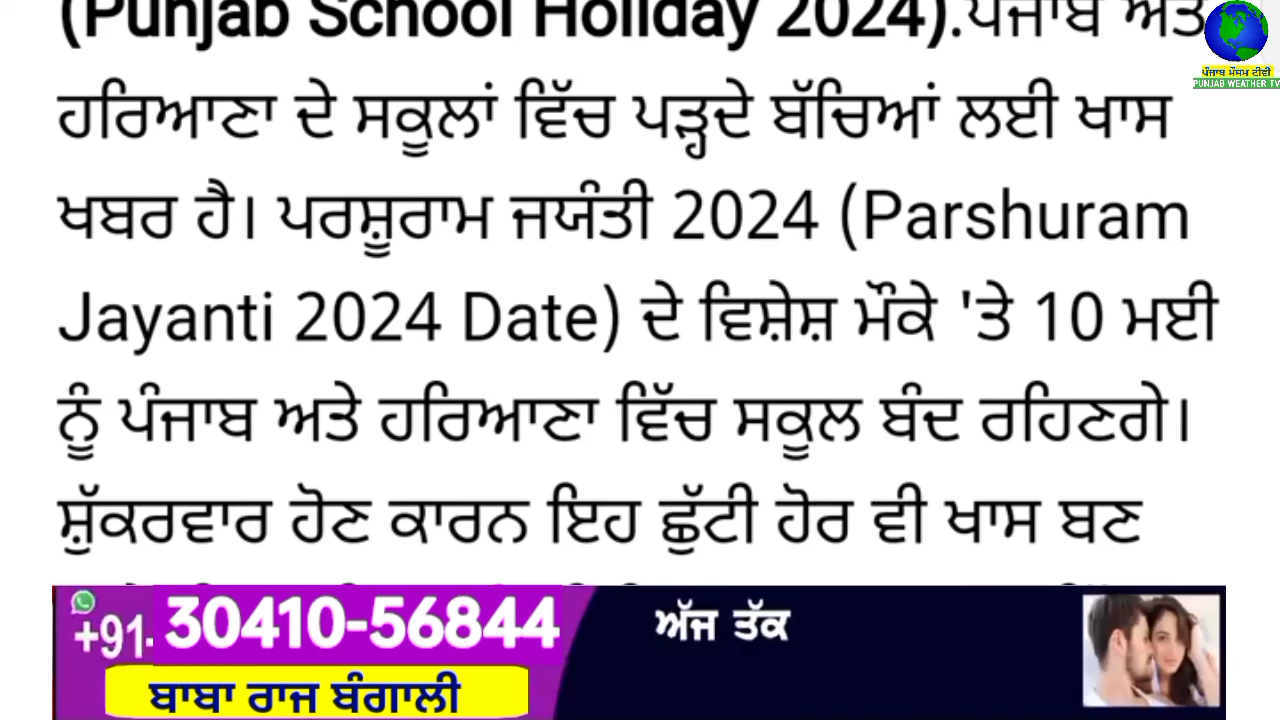 (Punjab School Holiday 2024).ਪੰਜਾਬ ਅਤੇ
ਹਰਿਆਣਾ ਦੇ ਸਕੂਲਾਂ ਵਿੱਚ ਪੜ੍ਹਦੇ ਬੱਚਿਆਂ ਲਈ ਖਾਸ
ਖਬਰ ਹੈ। ਪਰਸ਼ੂਰਾਮ ਜਯੰਤੀ 2024 (Parshuram
Jayanti 2024 Date) ਦੇ ਵਿਸ਼ੇਸ਼ ਮੌਕੇ 'ਤੇ 10 ਮਈ
ਨੂੰ ਪੰਜਾਬ ਅਤੇ ਹਰਿਆਣਾ ਵਿੱਚ ਸਕੂਲ ਬੰਦ ਰਹਿਣਗੇ।
ਸ਼ੁੱਕਰਵਾਰ ਹੋਣ ਕਾਰਨ ਇਹ ਛੁੱਟੀ ਹੋਰ ਵੀ ਖਾਸ ਬਣ
ਪੰਜਾਬ ਮੌਸਮ ਟੀਵੀ
PUNJAB WEATHER TV
+91- 30410-56844
ਅੱਜ ਤੱਕ
ਬਾਬਾ ਰਾਜ ਬੰਗਾਲੀ